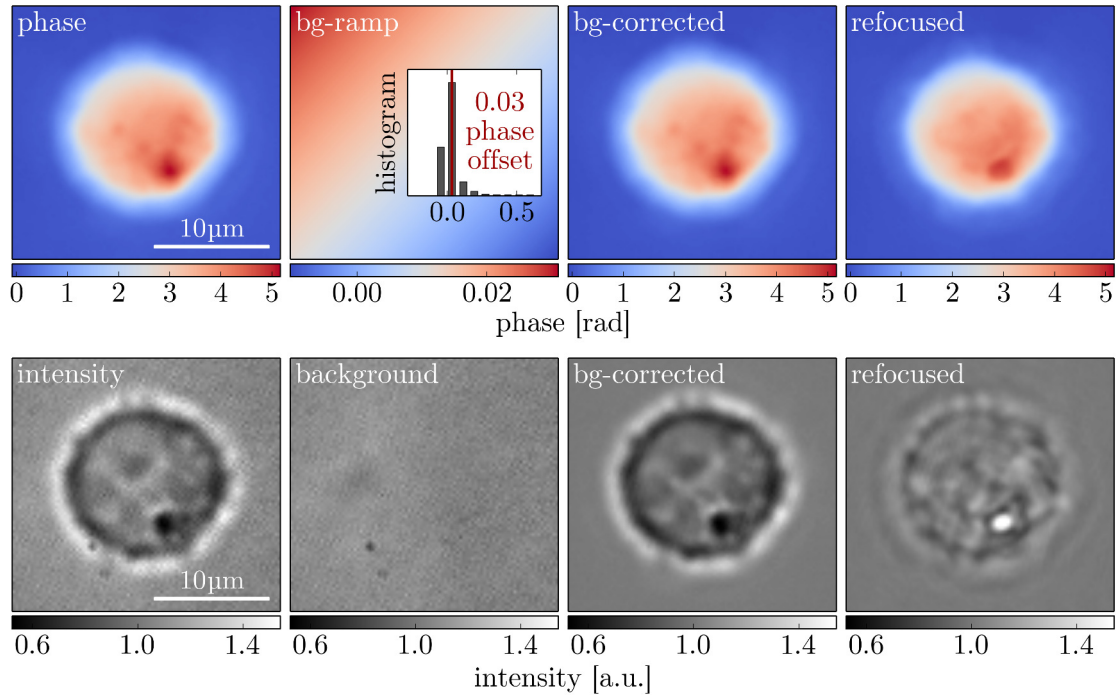 phase
bg-ramp
bg-corrected
refocused
histogram
0.03
phase
offset
0.0 0.5
10µm
0 1 2 3 4 5
0.00 0.02
0 1 2 3 4 5
0 1 2 3 4 5
phase [rad]
intensity
background
bg-corrected
refocused
10µm
0.6 1.0 1.4
0.6 1.0 1.4
0.6 1.0 1.4
0.6 1.0 1.4
intensity [a.u.]